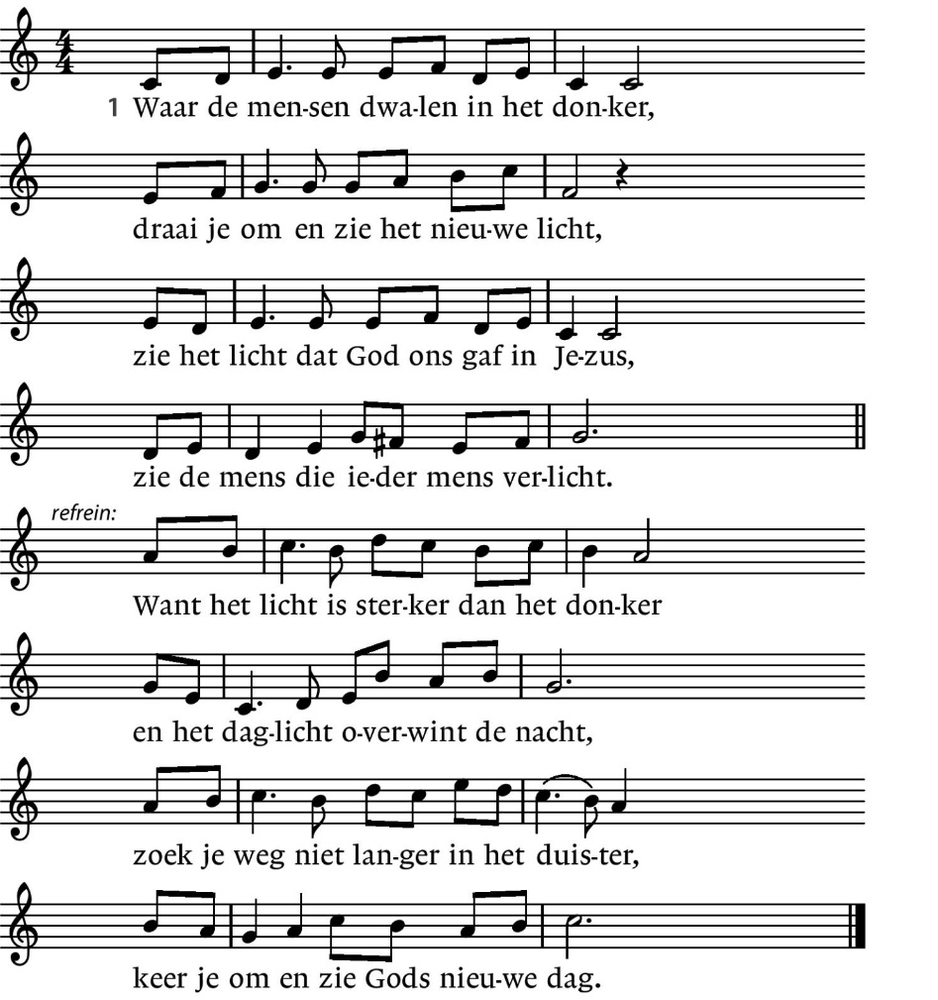 4
4
1 Waar de men-sen dwa-len in het don-ker,
draai je om en zie het nieu-we licht,
zie het licht dat God ons gaf in Je-zus,
zie de mens die ie-der mens ver-licht.
refrein:
Want het licht is ster-ker dan het don-ker
en het dag-licht o-ver-wint de nacht,
zoek je weg niet lan-ger in het duis-ter,
keer je om en zie Gods nieu-we dag.